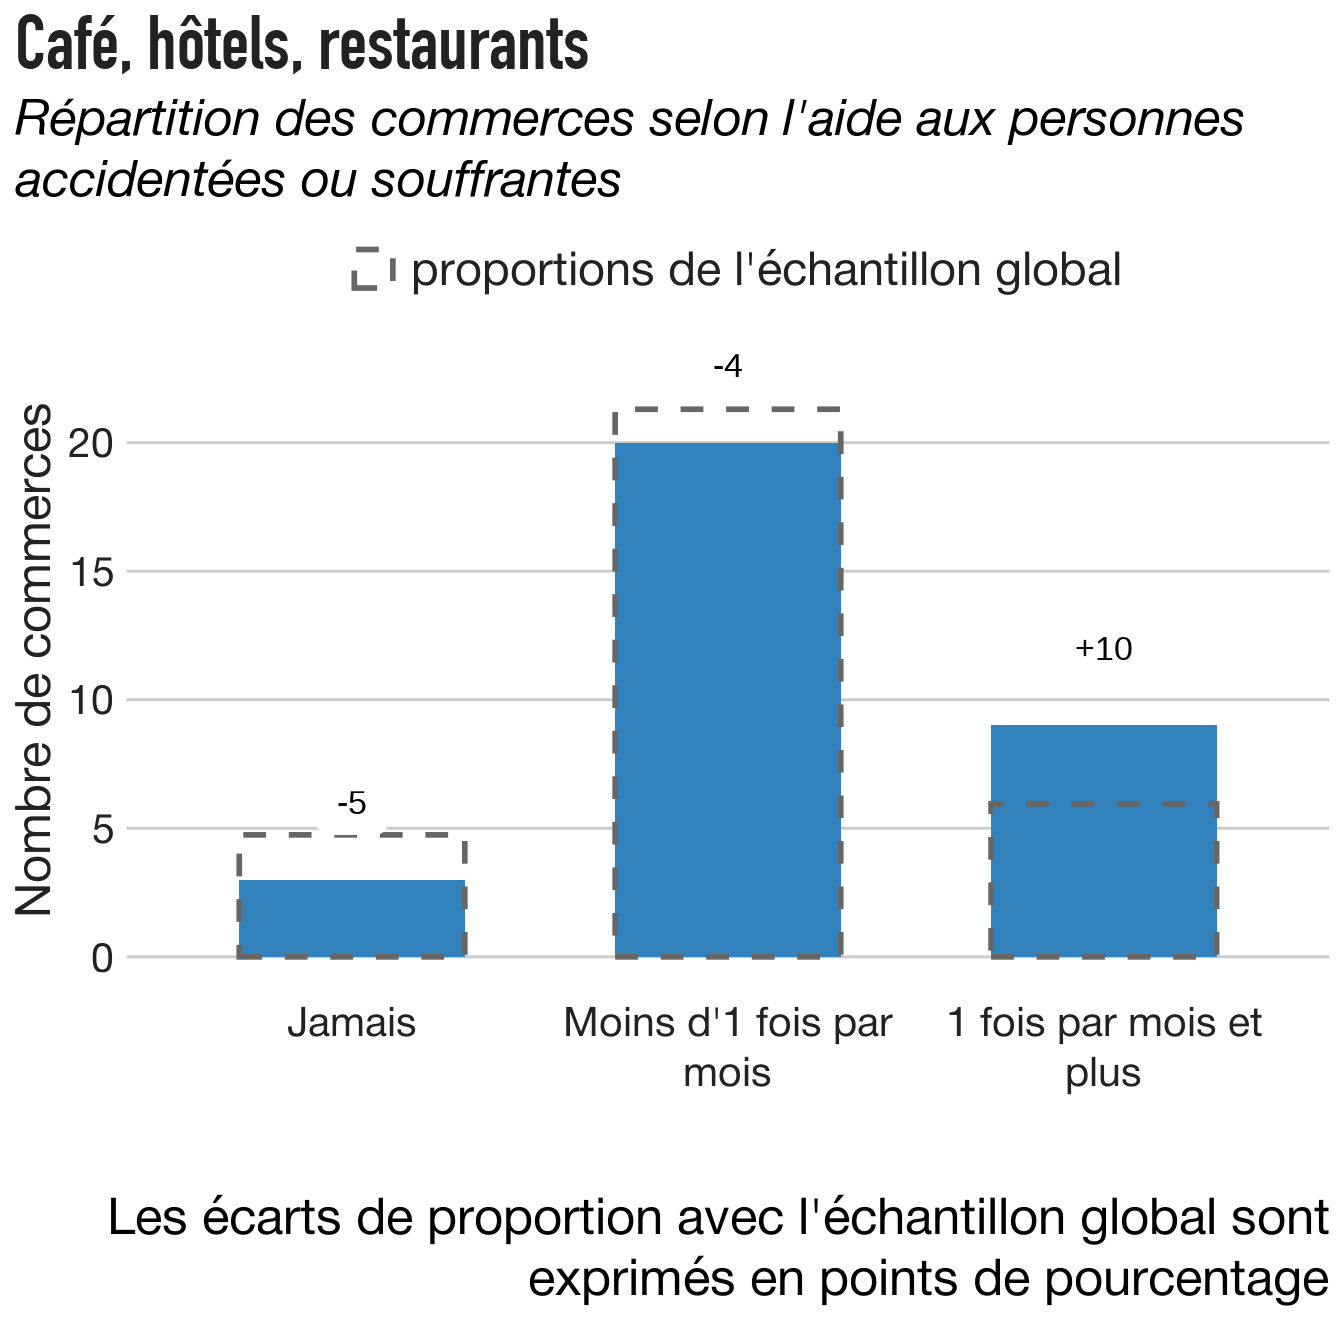 Café, hôtels, restaurants
Répartition des commerces selon l'aide aux personnes
accidentées ou souffrantes
proportions de l'échantillon global
Nombre de commerces
20
15
10
5
0
-5
-4
+10
Jamais
Moins d'1 fois par
mois
1 fois par mois et
plus
Les écarts de proportion avec l'échantillon global sont
exprimés en points de pourcentage